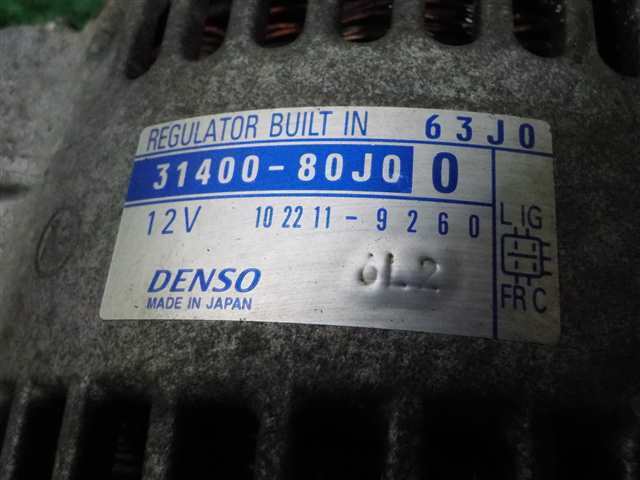 REGULATOR BUILT IN 63J0
31400-80J0 0
12V 102211-9260
L IG
DENSO 6L2
MADE IN JAPAN
FR C